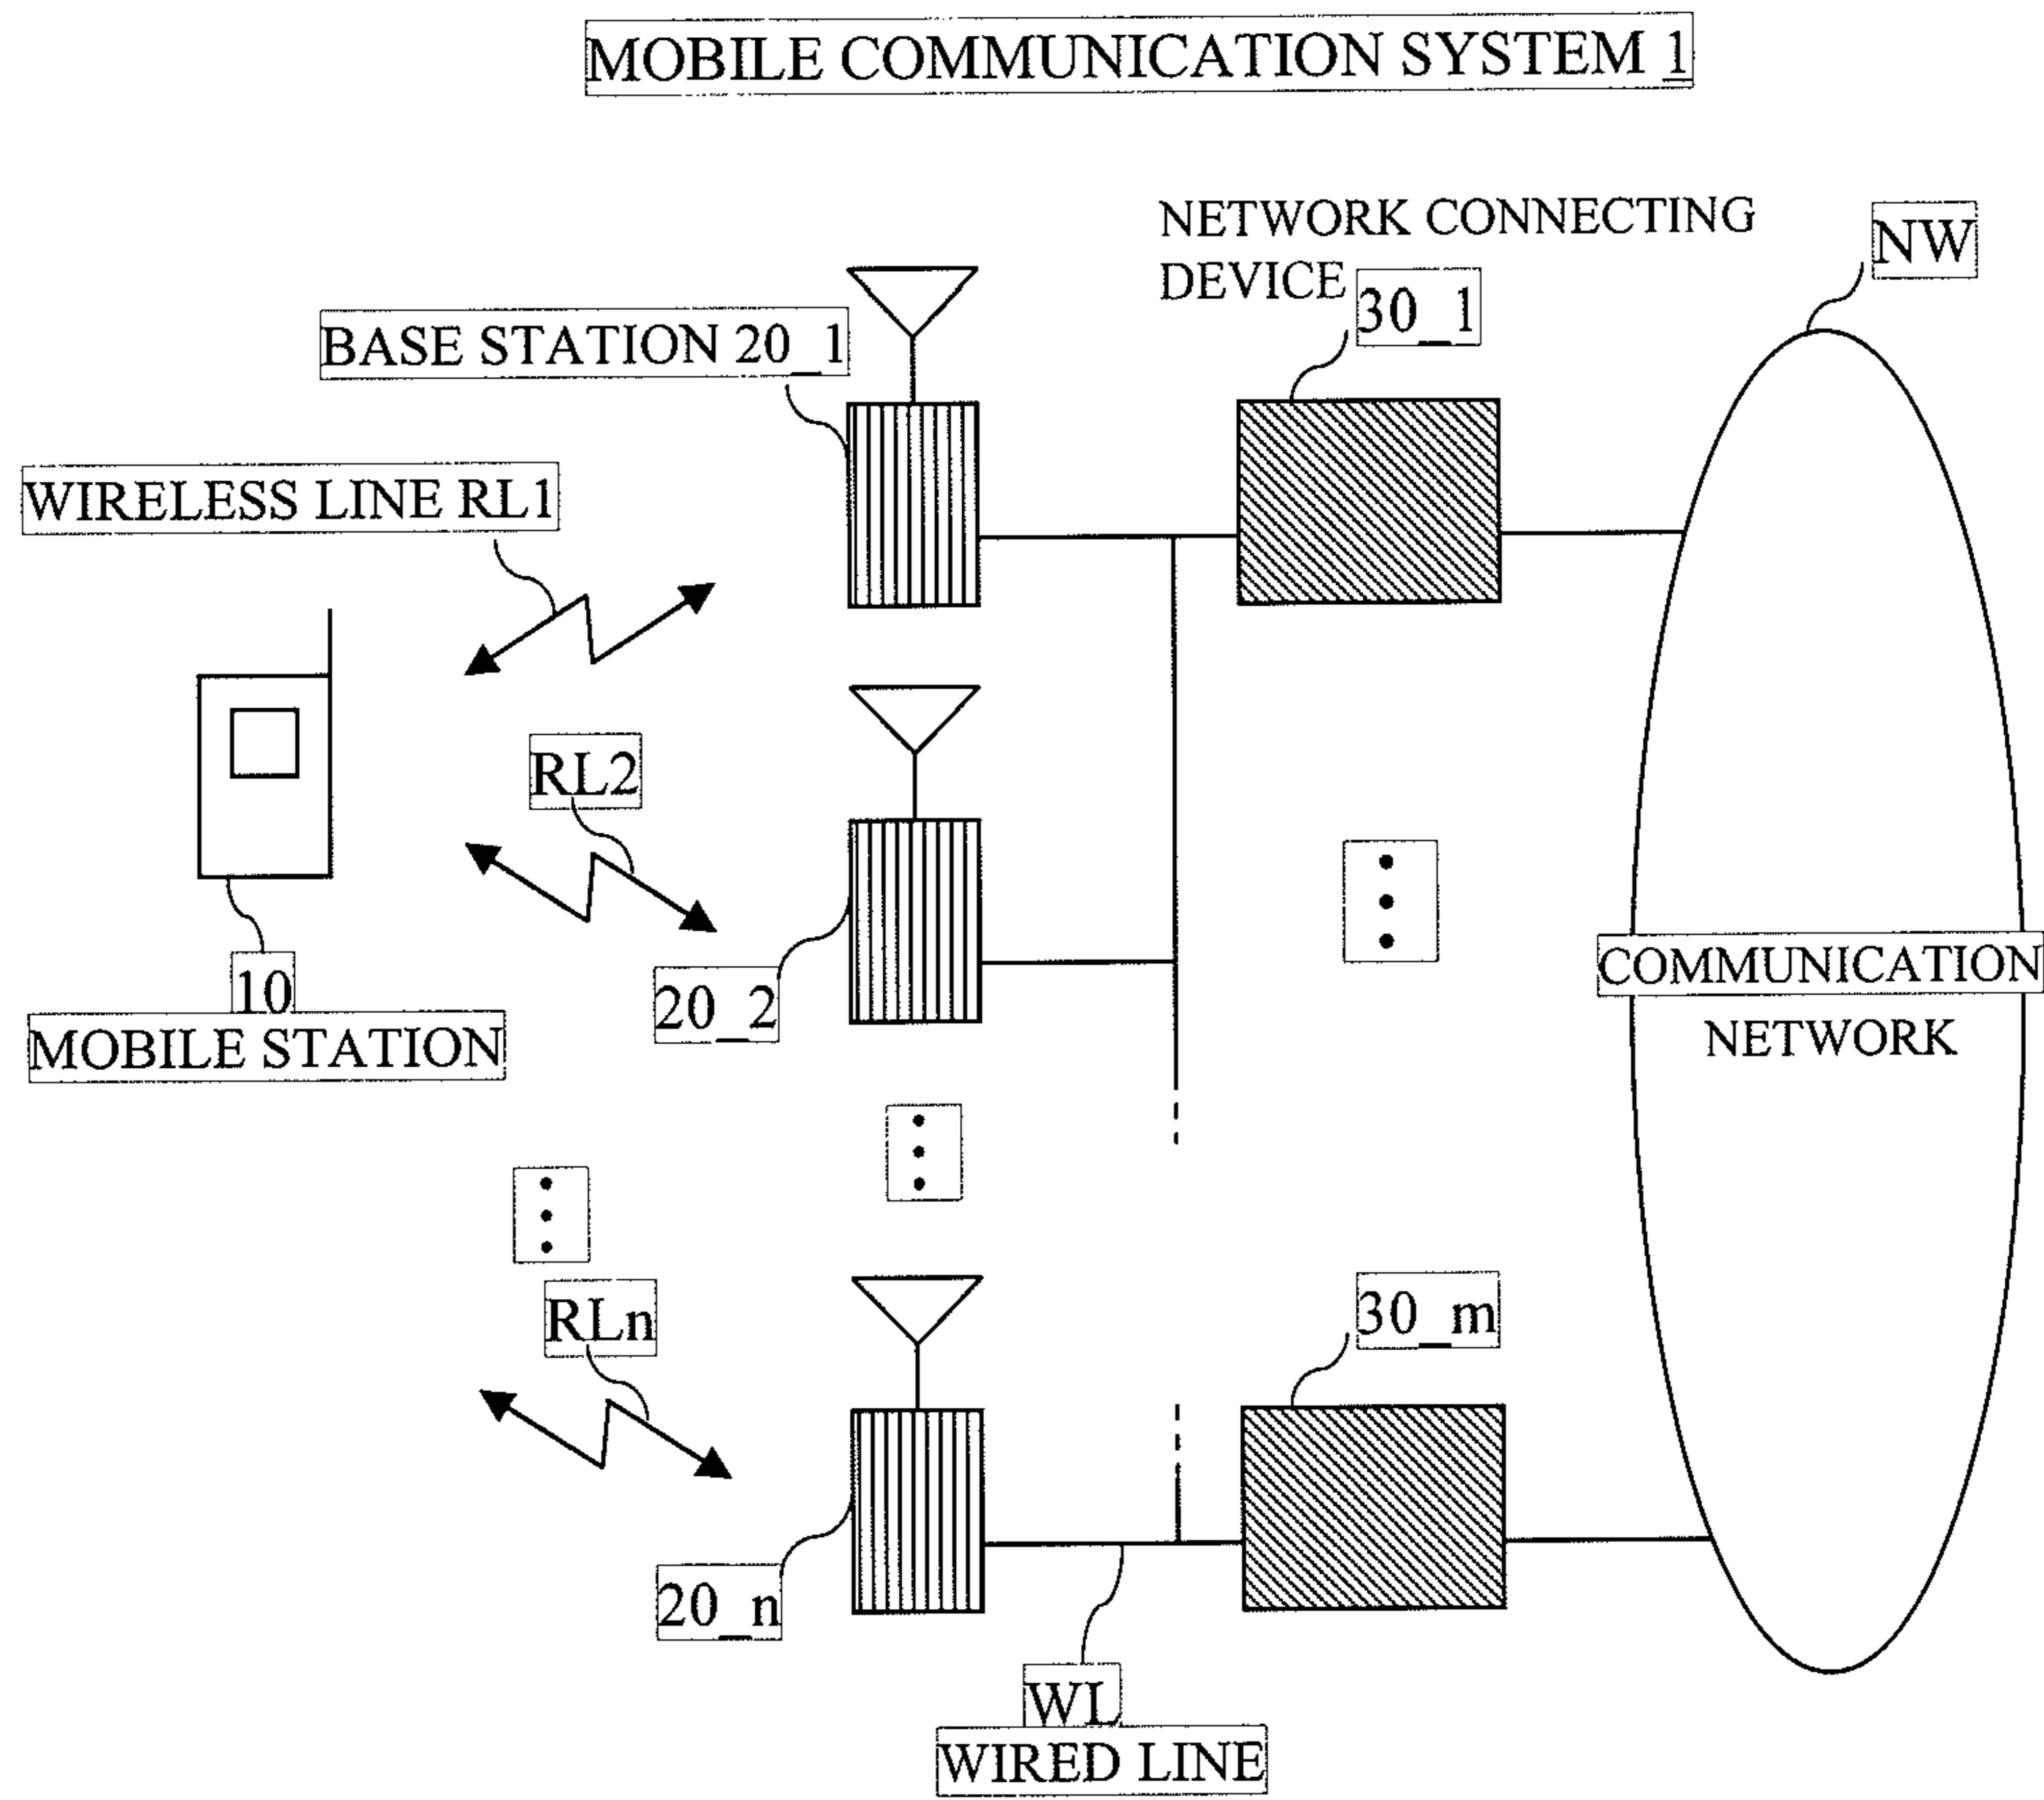 MOBILE COMMUNICATION SYSTEM 1
NETWORK CONNECTING
DEVICE 30_1
NW
BASE STATION 20_1
WIRELESS LINE RL1
RL2
10
MOBILE STATION
20_2
COMMUNICATION
NETWORK
RLn
30_m
20_n
WL
WIRED LINE